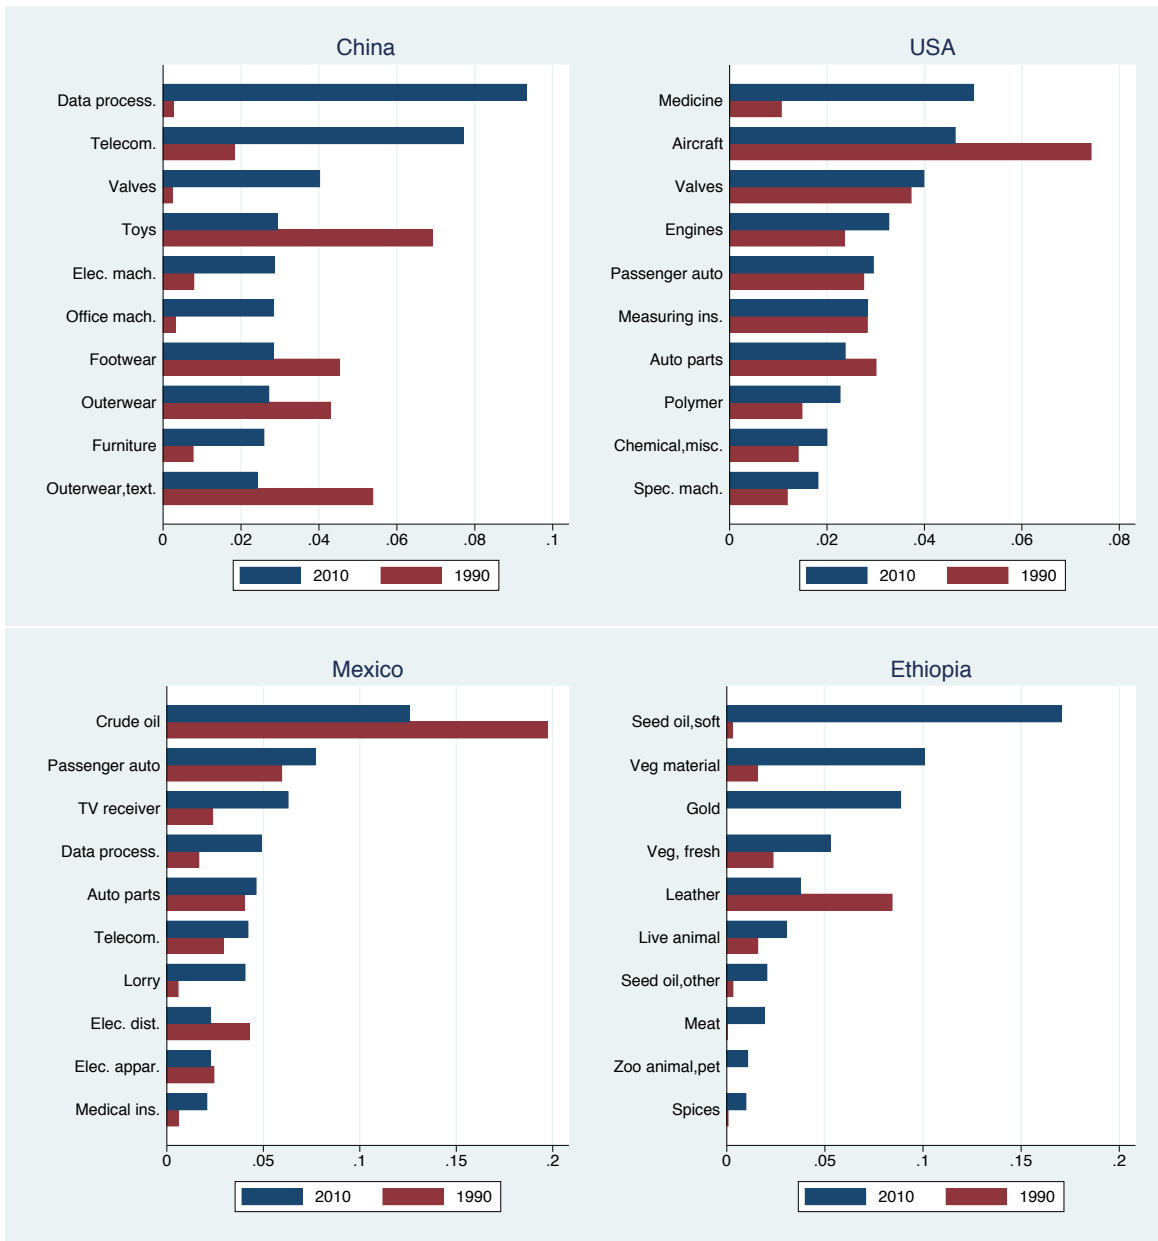 China
Data process.
Telecom.
Valves
Toys
Elec. mach.
Office mach.
Footwear
Outerwear
Furniture
Outerwear,text.
0 .02 .04 .06 .08 .1
2010 1990
USA
Medicine
Aircraft
Valves
Engines
Passenger auto
Measuring ins.
Auto parts
Polymer
Chemical,misc.
Spec. mach.
0 .02 .04 .06 .08
2010 1990
Mexico
Crude oil
Passenger auto
TV receiver
Data process.
Auto parts
Telecom.
Lorry
Elec. dist.
Elec. appar.
Medical ins.
0 .05 .1 .15 .2
2010 1990
Ethiopia
Seed oil,soft
Veg material
Gold
Veg, fresh
Leather
Live animal
Seed oil,other
Meat
Zoo animal,pet
Spices
0 .05 .1 .15 .2
2010 1990